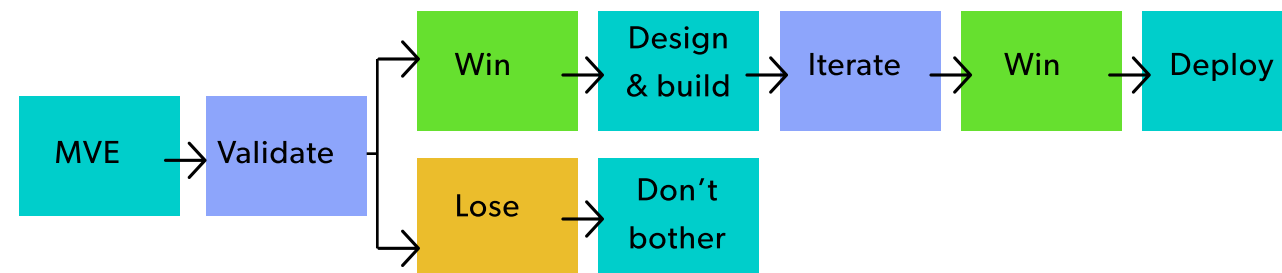 MVE
Validate
Win
Design
& build
Iterate
Win
Deploy
Lose
Don’t
bother